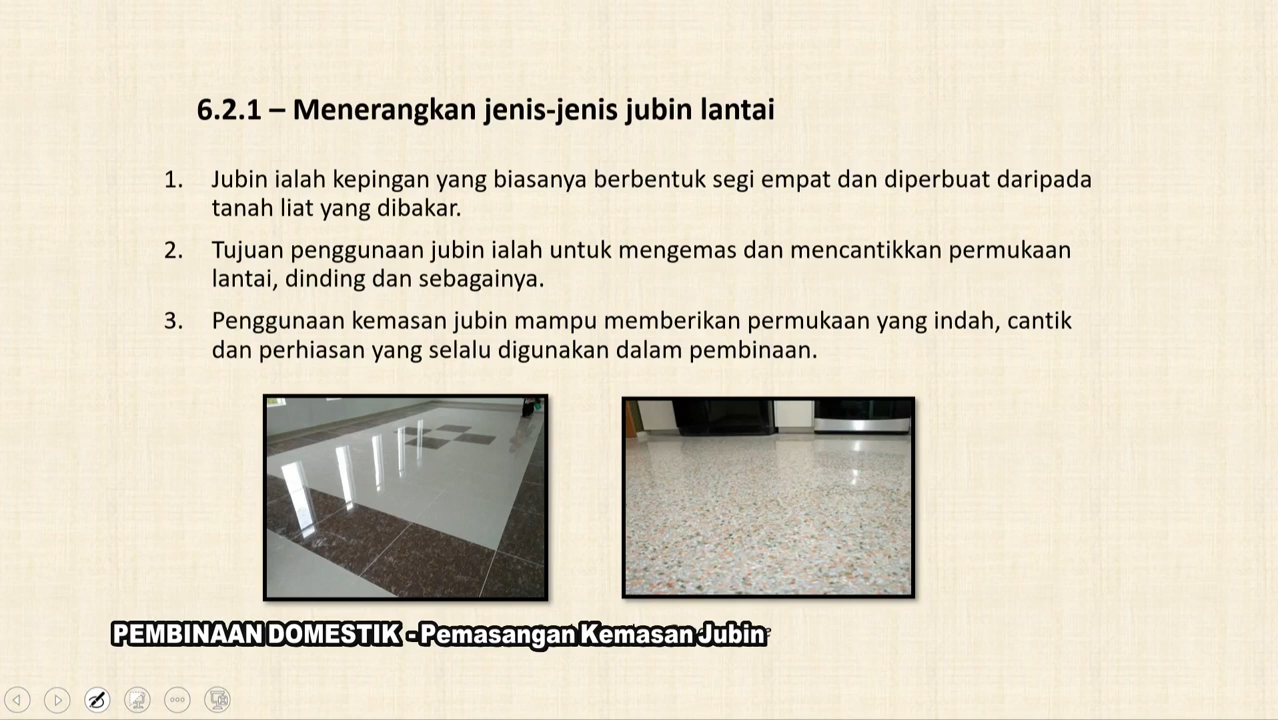 6.2.1 – Menerangkan jenis-jenis jubin lantai
1. Jubin ialah kepingan yang biasanya berbentuk segi empat dan diperbuat daripada
tanah liat yang dibakar.
2. Tujuan penggunaan jubin ialah untuk mengemas dan mencantikkan permukaan
lantai, dinding dan sebagainya.
3. Penggunaan kemasan jubin mampu memberikan permukaan yang indah, cantik
dan perhiasan yang selalu digunakan dalam pembinaan.
PEMBINAAN DOMESTIK - Pemasangan Kemasan Jubin